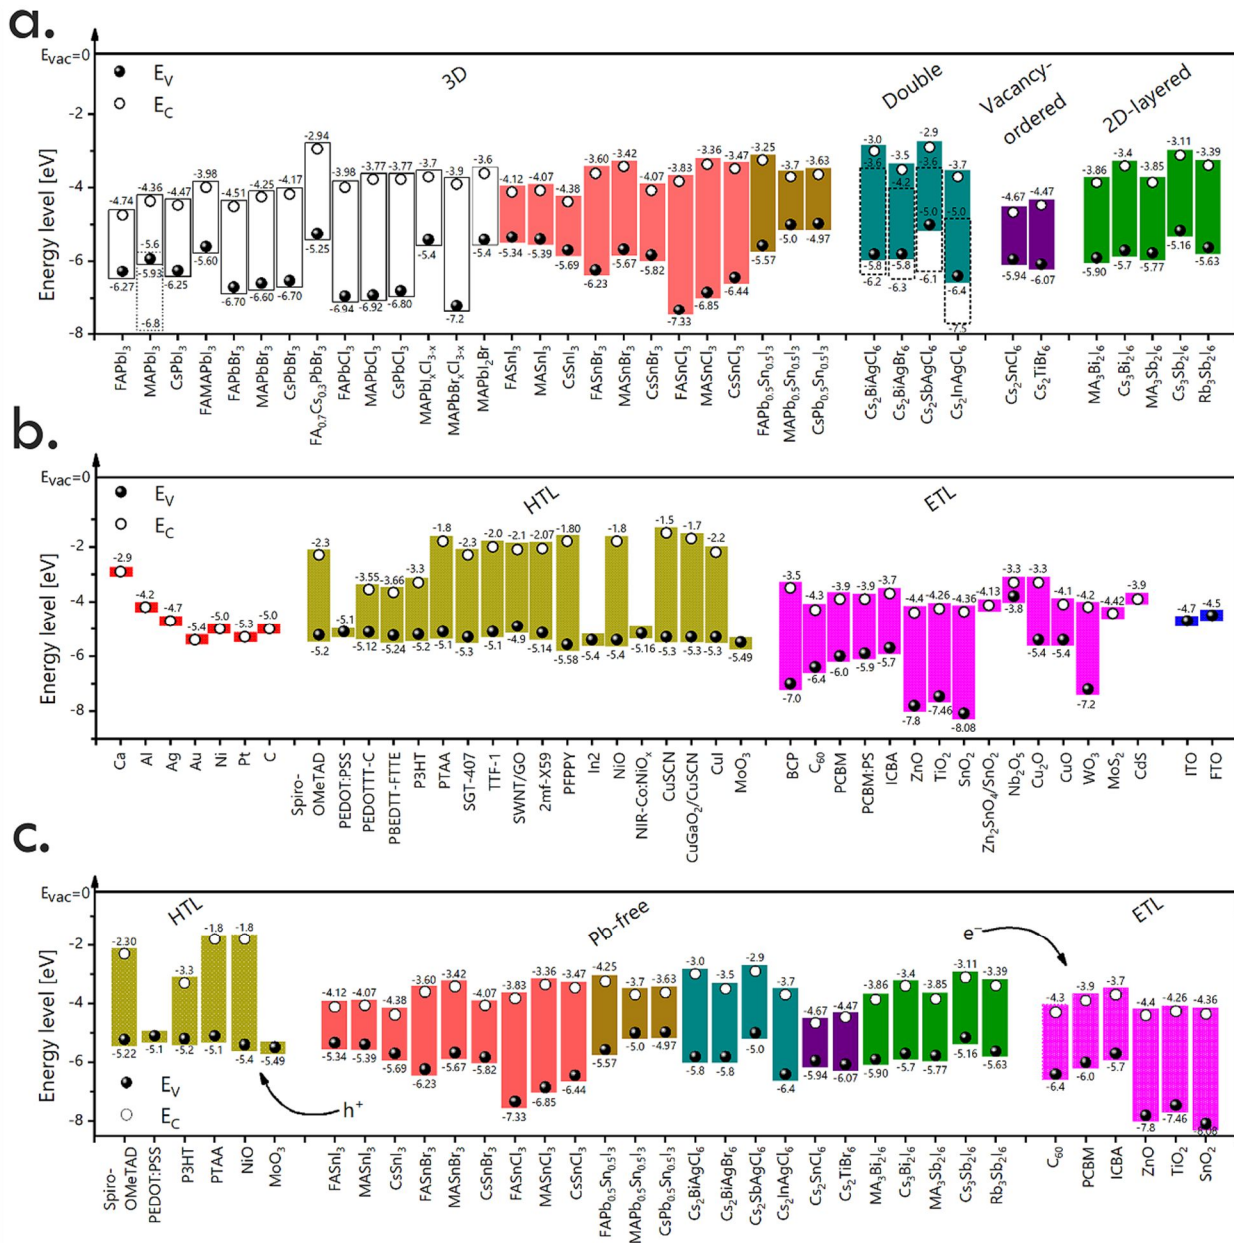 a.
E_vac=0
E_V
E_C
3D
Double
Vacancy-ordered
2D-layered
Energy level [eV]
-2
-4
-6
-8
-4.74 -4.36 -4.47 -3.98 -4.51 -4.25 -4.17 -2.94 -3.98 -3.77 -3.77 -3.7 -3.9 -3.6 -4.12 -4.07 -4.38 -3.60 -3.42 -4.07 -3.83 -3.36 -3.47 -3.25 -3.7 -3.63 -3.0 -3.5 -2.9 -3.7 -4.67 -4.47 -3.86 -3.4 -3.85 -3.11 -3.39
-3.6 -4.2 -3.6 -5.0
-5.6
-6.27 -5.93 -6.25 -5.60 -6.70 -6.60 -6.70 -5.25 -6.94 -6.92 -6.80 -5.4 -7.2 -5.4 -5.34 -5.39 -5.69 -6.23 -5.67 -5.82 -7.33 -6.85 -6.44 -5.57 -5.0 -4.97 -5.8 -5.8 -5.0 -6.4 -5.94 -6.07 -5.90 -5.7 -5.77 -5.16 -5.63
-6.8 -6.2 -6.3 -6.1 -7.5
FAPbI₃
MAPbI₃
CsPbI₃
FAMAPbI₃
FAPbBr₃
MAPbBr₃
CsPbBr₃
FA₀.₇Cs₀.₃PbBr₃
FAPbCl₃
MAPbCl₃
CsPbCl₃
MAPbIₓCl₃₋ₓ
MAPbBrₓCl₃₋ₓ
MAPbI₂Br
FASnI₃
MASnI₃
CsSnI₃
FASnBr₃
MASnBr₃
CsSnBr₃
FASnCl₃
MASnCl₃
CsSnCl₃
FAPb₀.₅Sn₀.₅I₃
MAPb₀.₅Sn₀.₅I₃
CsPb₀.₅Sn₀.₅I₃
Cs₂BiAgCl₆
Cs₂BiAgBr₆
Cs₂SbAgCl₆
Cs₂InAgCl₆
Cs₂SnCl₆
Cs₂TiBr₆
MA₃Bi₂I₆
Cs₃Bi₂I₆
MA₃Sb₂I₆
Cs₃Sb₂I₆
Rb₃Sb₂I₆
b.
E_vac=0
E_V
E_C
HTL
ETL
Energy level [eV]
-2
-4
-6
-8
-2.9 -4.2 -4.7 -5.4 -5.0 -5.3 -5.0
-2.3 -5.1 -3.55 -3.66 -3.3 -1.8 -2.3 -2.0 -2.1 -2.07 -1.80 -1.8 -1.5 -1.7 -2.2
-5.2 -5.12 -5.24 -5.2 -5.1 -5.3 -5.1 -4.9 -5.14 -5.58 -5.4 -5.4 -5.16 -5.3 -5.3 -5.3 -5.49
-3.5 -4.3 -3.9 -3.9 -3.7 -4.4 -4.26 -4.36 -4.13 -3.3 -3.3 -4.1 -4.2 -4.42 -3.9 -4.7 -4.5
-7.0 -6.4 -6.0 -5.9 -5.7 -7.8 -7.46 -8.08 -3.8 -5.4 -5.4 -7.2
Ca
Al
Ag
Au
Ni
Pt
C
Spiro-
OMeTAD
PEDOT:PSS
PEDOTTT-C
PBEDTT-FTTE
P3HT
PTAA
SGT-407
TTF-1
SWNT/GO
2mf-X59
PFPPY
In2
NiO
NIR-Co:NiOₓ
CuSCN
CuGaO₂/CuSCN
CuI
MoO₃
BCP
C₆₀
PCBM
PCBM:PS
ICBA
ZnO
TiO₂
SnO₂
Zn₂SnO₄/SnO₂
Nb₂O₅
Cu₂O
CuO
WO₃
MoS₂
CdS
ITO
FTO
c.
E_vac=0
HTL
Pb-free
ETL
e⁻
h⁺
E_V
E_C
Energy level [eV]
-2
-4
-6
-8
-2.30 -3.3 -1.8 -1.8
-5.22 -5.1 -5.2 -5.1 -5.4 -5.49
-4.12 -4.07 -4.38 -3.60 -3.42 -4.07 -3.83 -3.36 -3.47 -4.25 -3.7 -3.63 -3.0 -3.5 -2.9 -3.7 -4.67 -4.47 -3.86 -3.4 -3.85 -3.11 -3.39
-5.34 -5.39 -5.69 -6.23 -5.67 -5.82 -7.33 -6.85 -6.44 -5.57 -5.0 -4.97 -5.8 -5.8 -5.0 -6.4 -5.94 -6.07 -5.90 -5.7 -5.77 -5.16 -5.63
-4.3 -3.9 -3.7 -4.4 -4.26 -4.36
-6.4 -6.0 -5.7 -7.8 -7.46 -8.08
Spiro-
OMeTAD
PEDOT:PSS
P3HT
PTAA
NiO
MoO₃
FASnI₃
MASnI₃
CsSnI₃
FASnBr₃
MASnBr₃
CsSnBr₃
FASnCl₃
MASnCl₃
CsSnCl₃
FAPb₀.₅Sn₀.₅I₃
MAPb₀.₅Sn₀.₅I₃
CsPb₀.₅Sn₀.₅I₃
Cs₂BiAgCl₆
Cs₂BiAgBr₆
Cs₂SbAgCl₆
Cs₂InAgCl₆
Cs₂SnCl₆
Cs₂TiBr₆
MA₃Bi₂I₆
Cs₃Bi₂I₆
MA₃Sb₂I₆
Cs₃Sb₂I₆
Rb₃Sb₂I₆
C₆₀
PCBM
ICBA
ZnO
TiO₂
SnO₂